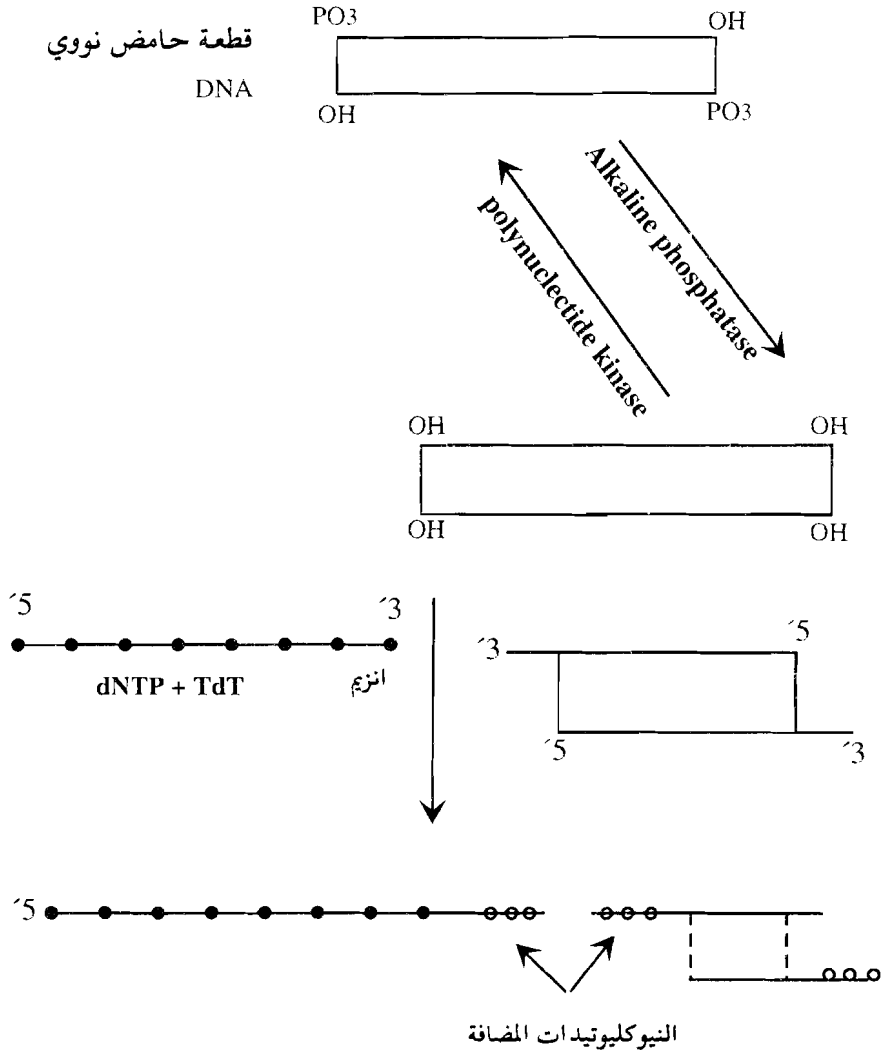 PO3
OH
قطعة حامض نووي
DNA
OH
PO3
Alkaline phosphatase
polynuclectide kinase
OH
OH
OH
OH
´5
´3
dNTP + TdT
انزيم
´3
´5
´5
´3
´5
النيوكليوتيدات المضافة